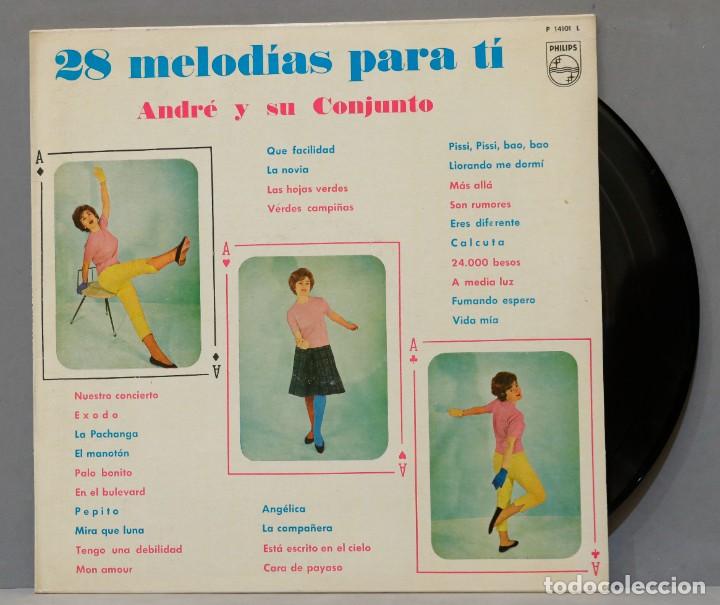 P 14101 L
PHILIPS
28 melodías para tí
André y su Conjunto
Que facilidad
La novia
Las hojas verdes
Verdes campiñas
Pissi, Pissi, bao, bao
Llorando me dormí
Más allá
Son rumores
Eres diferente
Calcuta
24.000 besos
A media luz
Fumando espero
Vida mía
A
A
A
A
A
A
Nuestro concierto
Exodo
La Pachanga
El manotón
Palo bonito
En el bulevard
Pepito
Mira que luna
Tengo una debilidad
Mon amour
Angélica
La compañera
Está escrito en el cielo
Cara de payaso
todocoleccion
todocoleccion.net